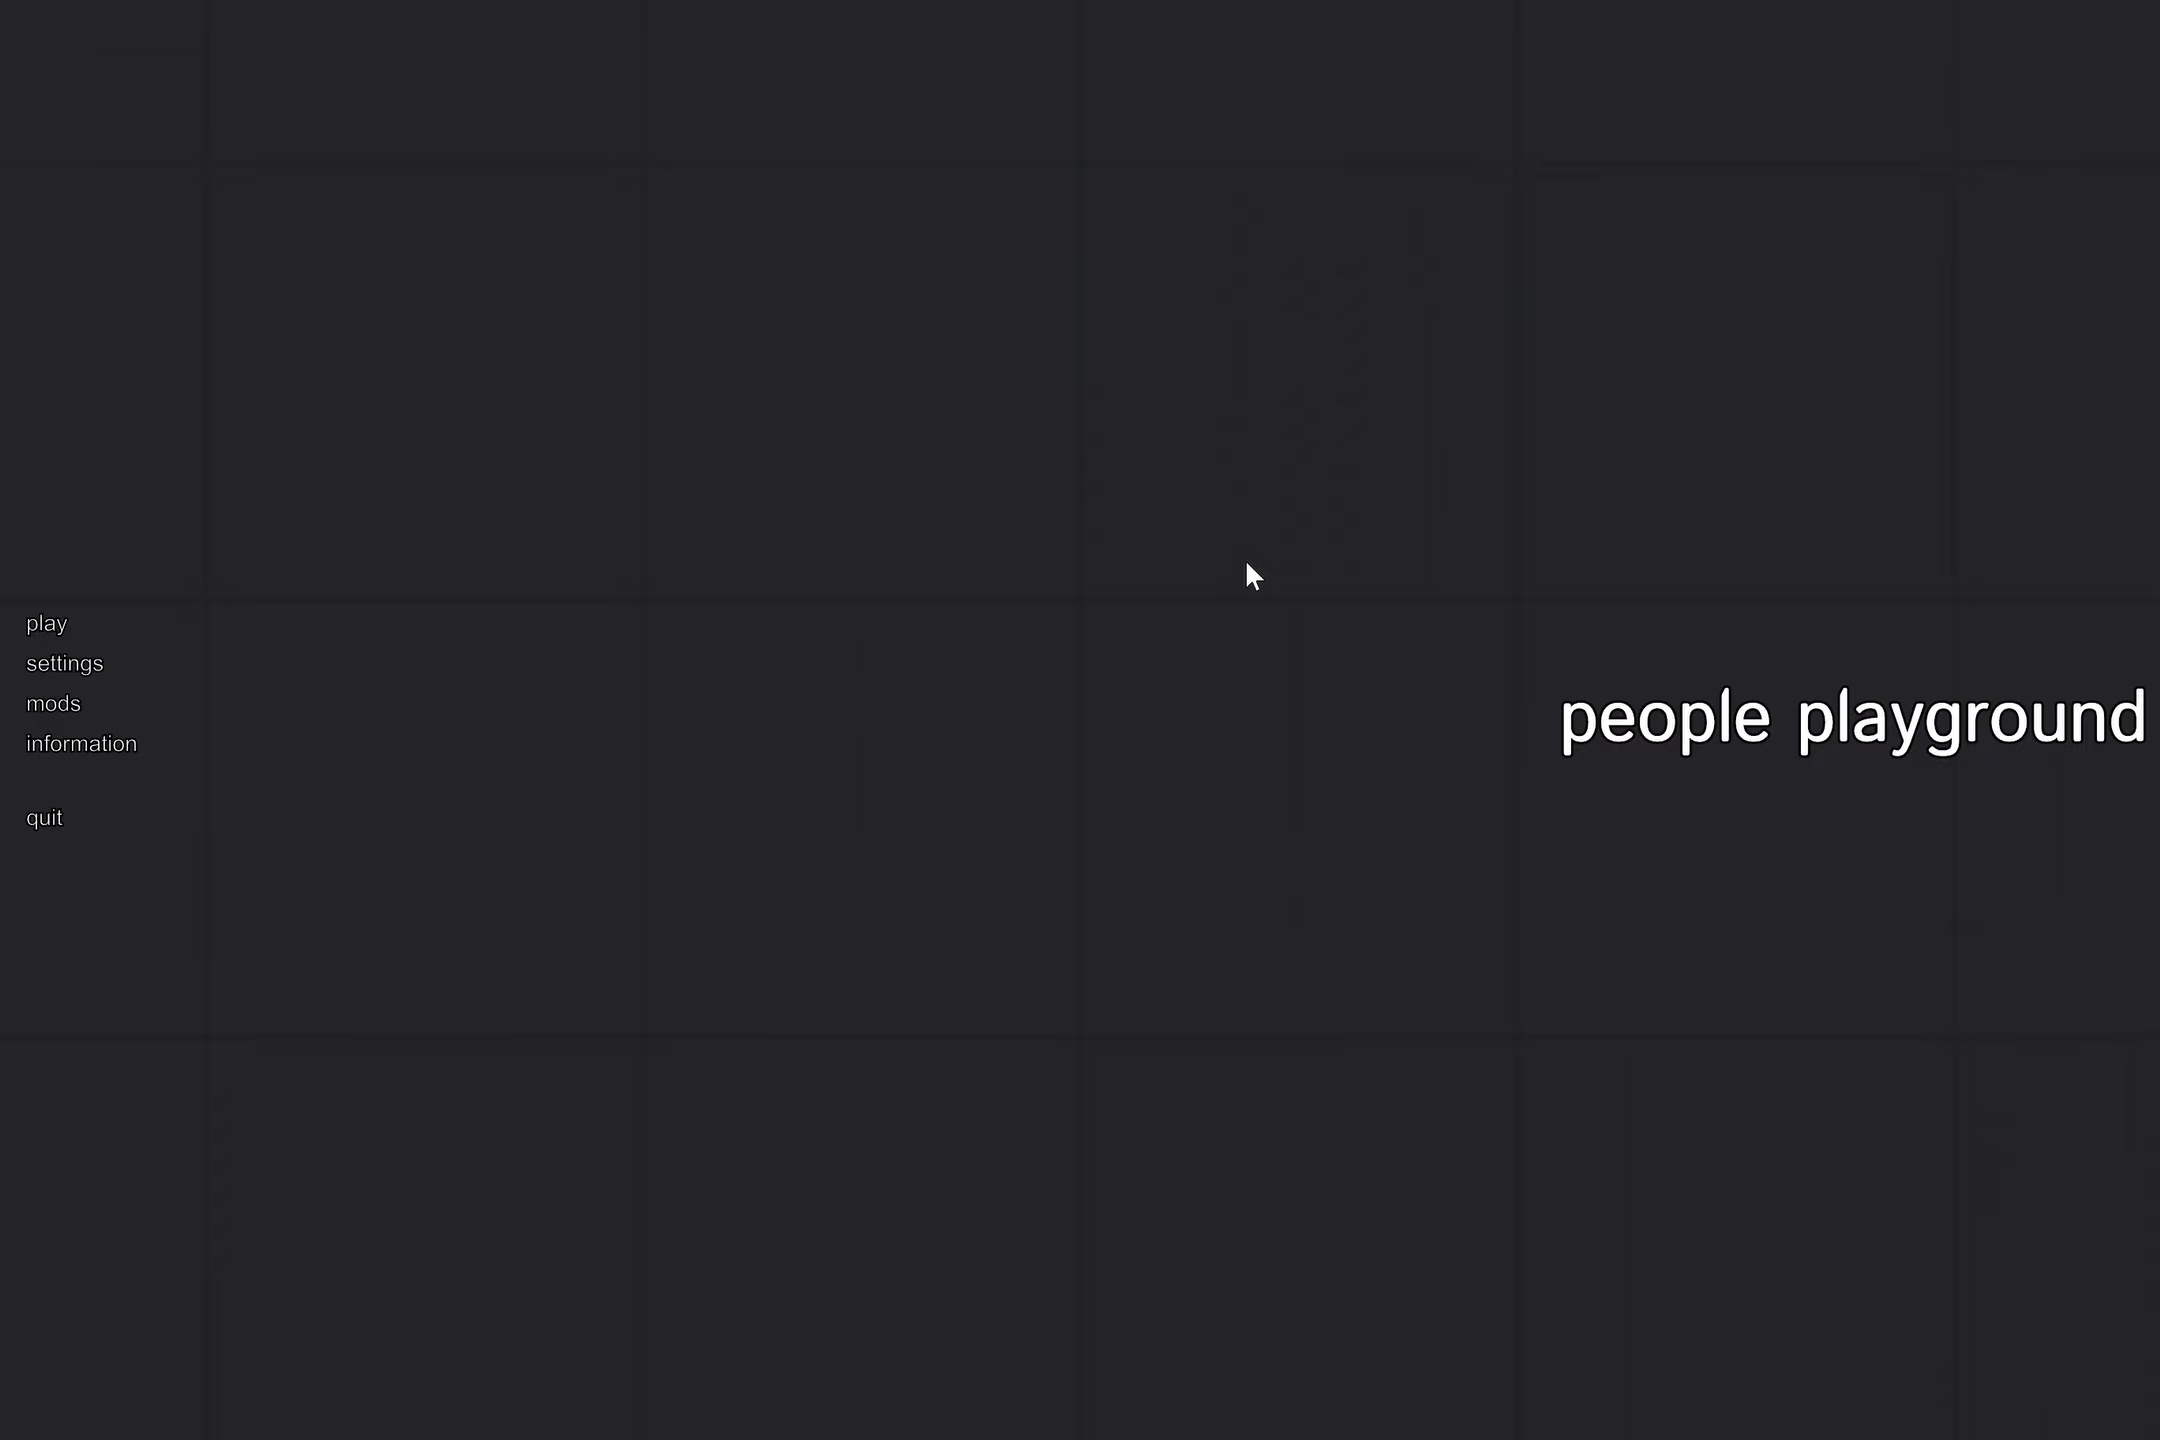 play
settings
mods
information
quit
people playground